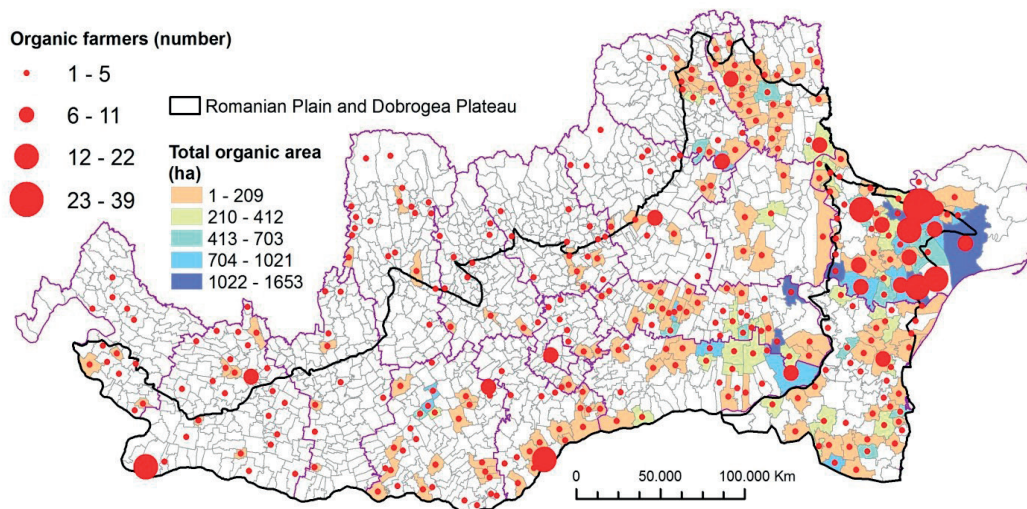 Organic farmers (number)
1 - 5
6 - 11
12 - 22
23 - 39
Romanian Plain and Dobrogea Plateau
Total organic area
(ha)
1 - 209
210 - 412
413 - 703
704 - 1021
1022 - 1653
0 50.000 100.000 Km